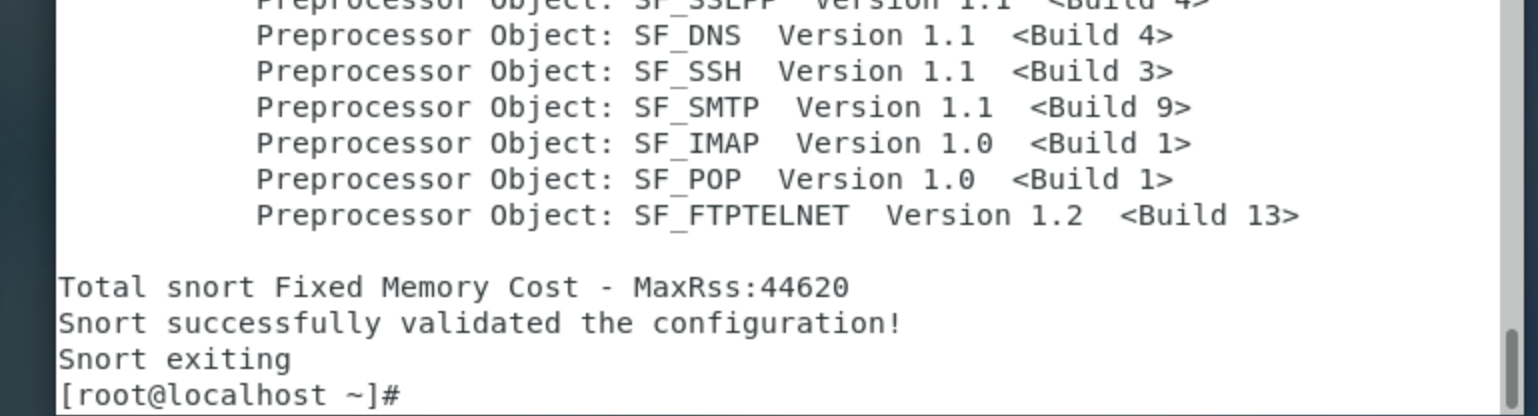 Preprocessor Object: SF_SSLPP Version 1.1 <Build 4>
Preprocessor Object: SF_DNS Version 1.1 <Build 4>
Preprocessor Object: SF_SSH Version 1.1 <Build 3>
Preprocessor Object: SF_SMTP Version 1.1 <Build 9>
Preprocessor Object: SF_IMAP Version 1.0 <Build 1>
Preprocessor Object: SF_POP Version 1.0 <Build 1>
Preprocessor Object: SF_FTPTELNET Version 1.2 <Build 13>
Total snort Fixed Memory Cost - MaxRss:44620
Snort successfully validated the configuration!
Snort exiting
[root@localhost ~]#